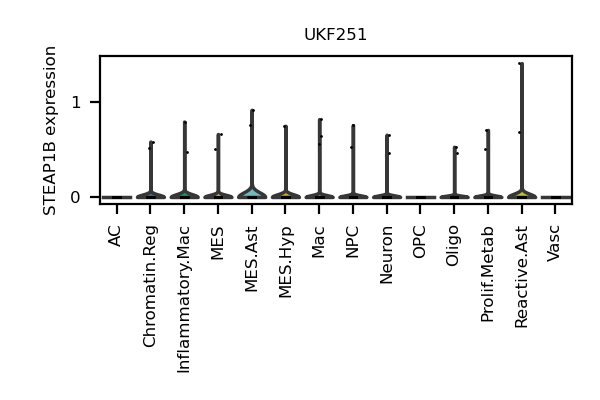 UKF251
STEAP1B expression
1
0
AC
Chromatin.Reg
Inflammatory.Mac
MES
MES.Ast
MES.Hyp
Mac
NPC
Neuron
OPC
Oligo
Prolif.Metab
Reactive.Ast
Vasc